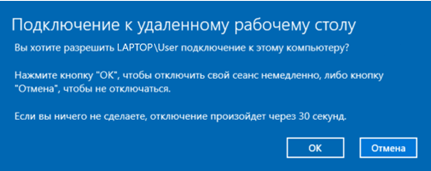 Подключение к удаленному рабочему столу
Вы хотите разрешить LAPTOP\User подключение к этому компьютеру?
Нажмите кнопку "ОК", чтобы отключить свой сеанс немедленно, либо кнопку
"Отмена", чтобы не отключаться.
Если вы ничего не сделаете, отключение произойдет через 30 секунд.
ОК Отмена